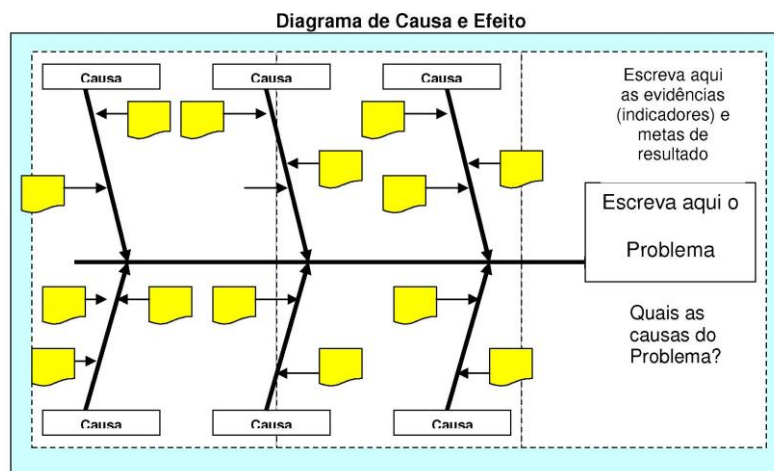 Diagrama de Causa e Efeito
Causa
Causa
Causa
Escreva aqui
as evidências
(indicadores) e
metas de
resultado
Escreva aqui o
Problema
Quais as
causas do
Problema?
Causa
Causa
Causa